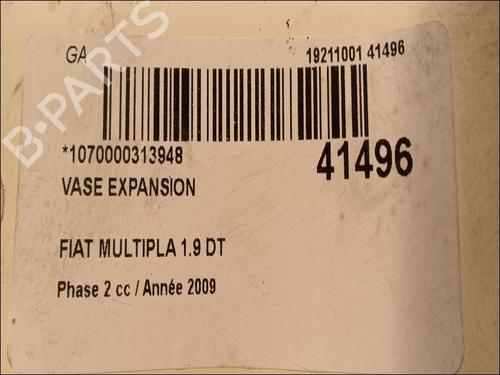 GA 19211001 41496
*1070000313948 41496
VASE EXPANSION
FIAT MULTIPLA 1.9 DT
Phase 2 cc / Année 2009
B-PARTS